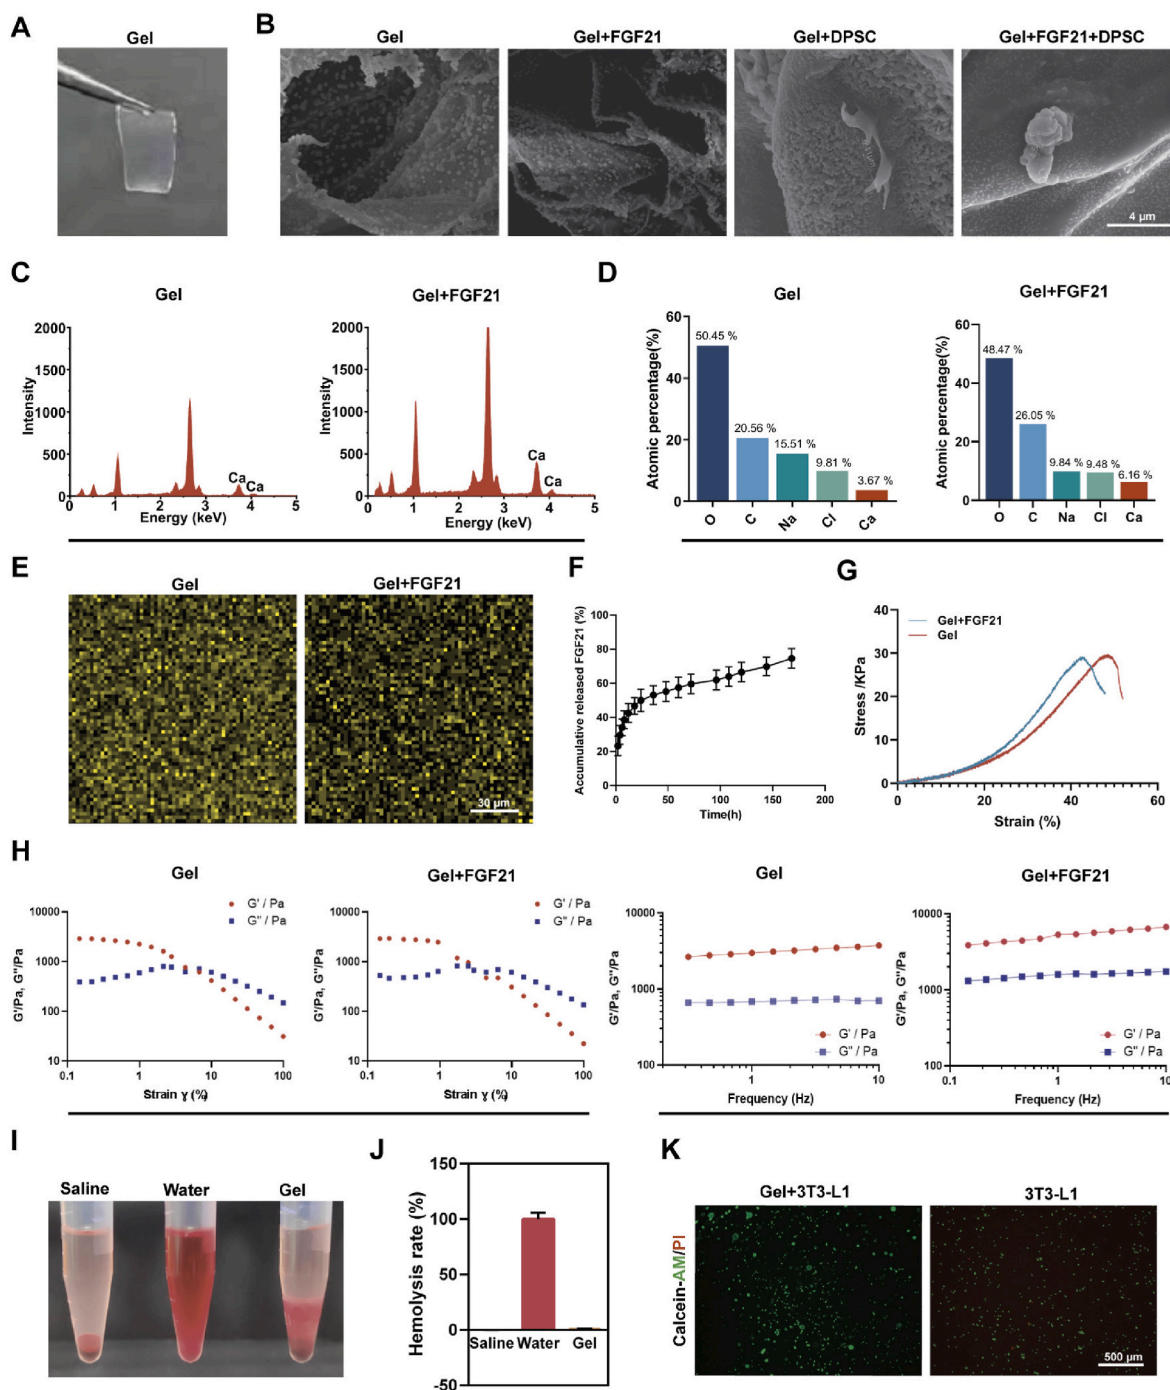 A
Gel
B
Gel
Gel+FGF21
Gel+DPSC
Gel+FGF21+DPSC
4 µm
C
Gel
Gel+FGF21
2000
1500
1000
500
0
Intensity
Ca
Ca
0 1 2 3 4 5
Energy (keV)
2000
1500
1000
500
0
Intensity
Ca
Ca
0 1 2 3 4 5
Energy (keV)
D
Gel
Gel+FGF21
60
40
20
0
Atomic percentage(%)
50.45 %
20.56 %
15.51 %
9.81 %
3.67 %
O C Na Cl Ca
60
40
20
0
Atomic percentage(%)
48.47 %
26.05 %
9.84 %
9.48 %
6.16 %
O C Na Cl Ca
E
Gel
Gel+FGF21
30 µm
F
100
80
60
40
20
0
Accumulative released FGF21 (%)
0 50 100 150 200
Time(h)
G
Gel+FGF21
Gel
40
30
20
10
0
Stress /KPa
0 20 40 60
Strain (%)
H
Gel
G' / Pa
G'' / Pa
10000
1000
100
10
G'/Pa, G''/Pa
0.1 1 10 100
Strain γ (%)
Gel+FGF21
G' / Pa
G'' / Pa
10000
1000
100
10
G'/Pa, G''/Pa
0.1 1 10 100
Strain γ (%)
Gel
10000
1000
100
G'/Pa, G''/Pa
G' / Pa
G'' / Pa
1 10
Frequency (Hz)
Gel+FGF21
10000
1000
100
G'/Pa, G''/Pa
G' / Pa
G'' / Pa
0.1 1 10
Frequency (Hz)
I
Saline
Water
Gel
J
150
100
50
0
-50
Hemolysis rate (%)
Saline Water Gel
K
Gel+3T3-L1
3T3-L1
Calcein-AM/PI
500 µm